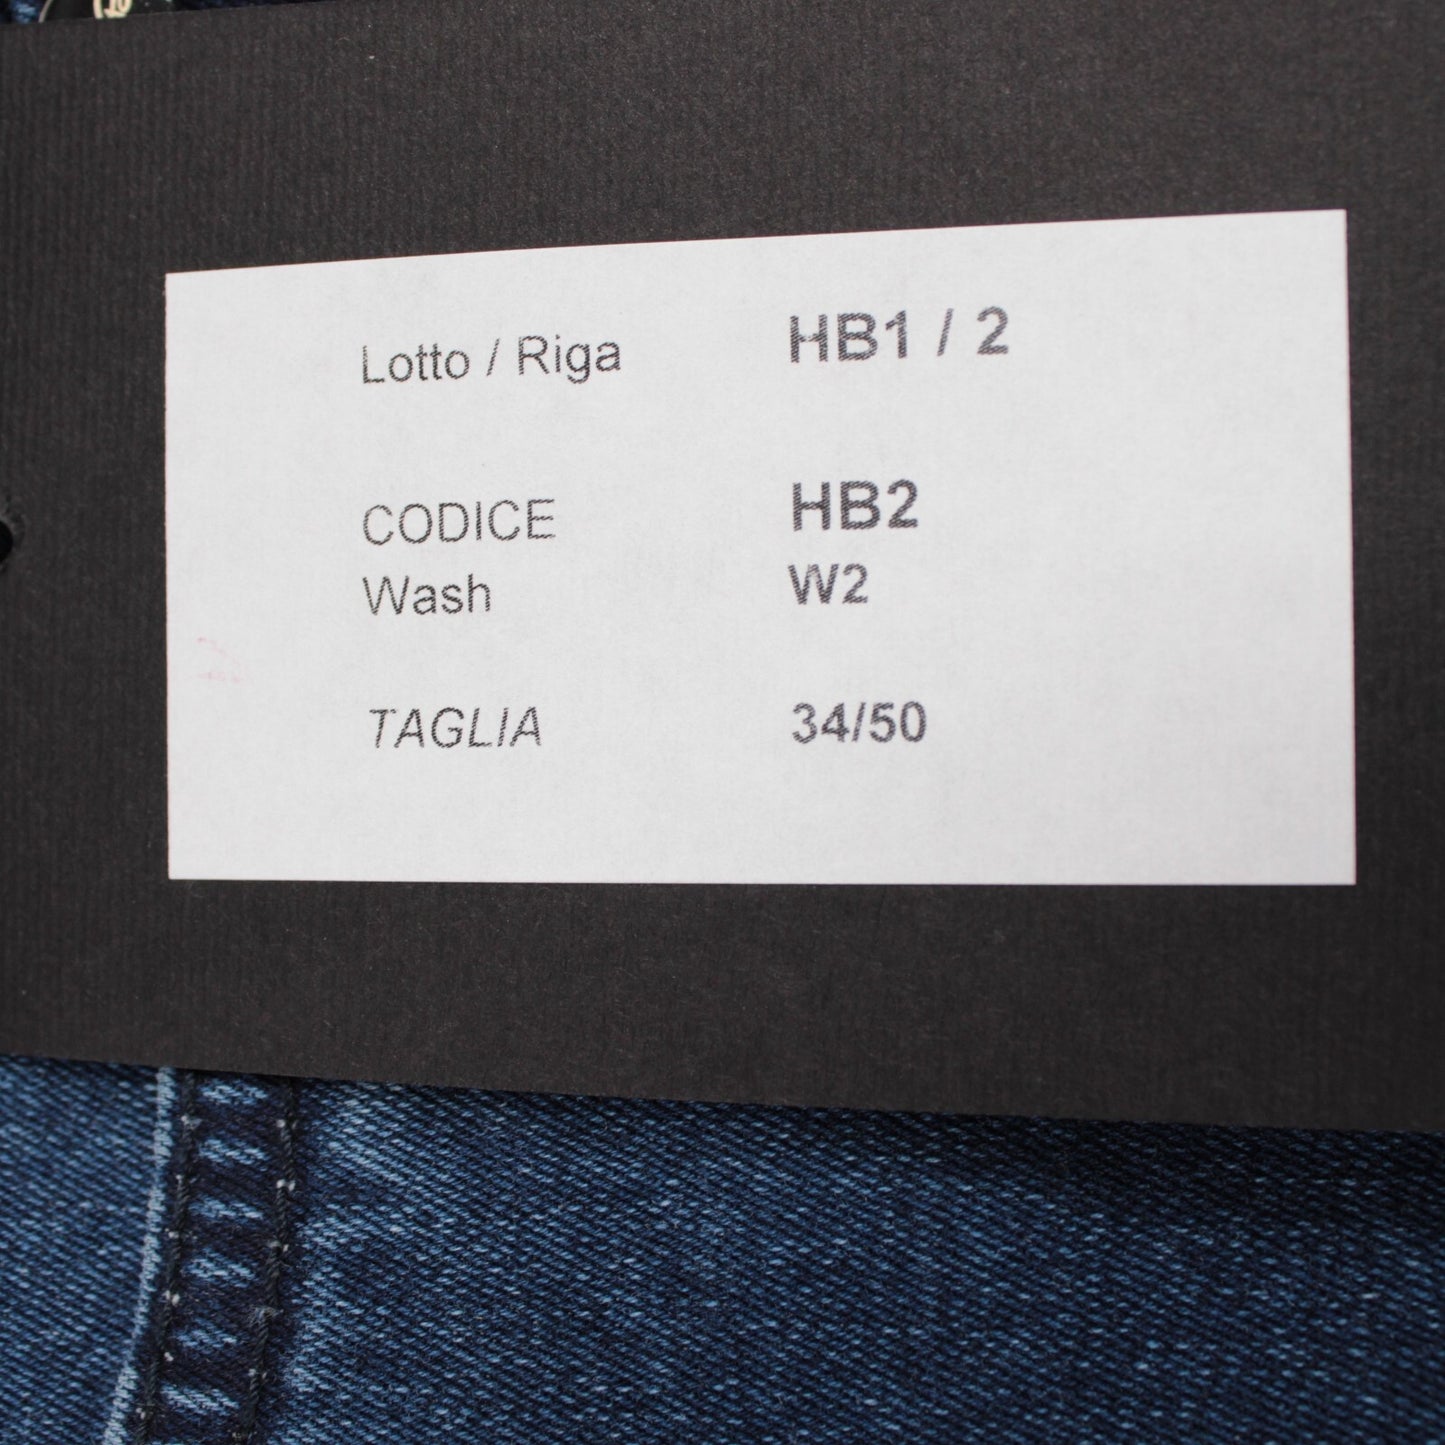 Lotto / Riga HB1 / 2
CODICE HB2
Wash W2
TAGLIA 34/50